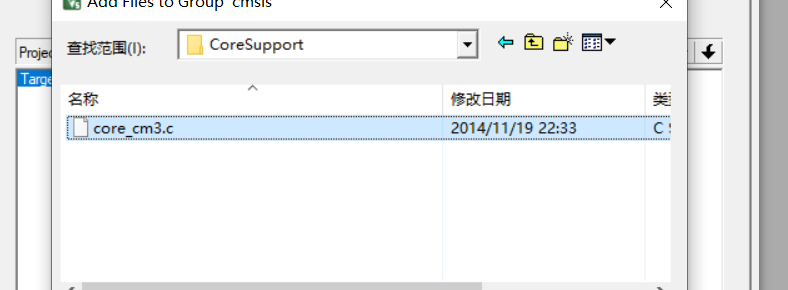 Add Files to Group 'cmsis'
查找范围(I):
CoreSupport
Projec
Targe
名称
修改日期
core_cm3.c
2014/11/19 22:33
C